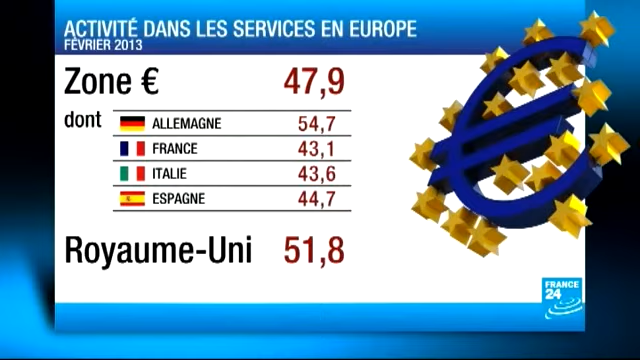 ACTIVITÉ DANS LES SERVICES EN EUROPE
FÉVRIER 2013
Zone € 47,9
dont
ALLEMAGNE 54,7
FRANCE 43,1
ITALIE 43,6
ESPAGNE 44,7
Royaume-Uni 51,8
FRANCE
24